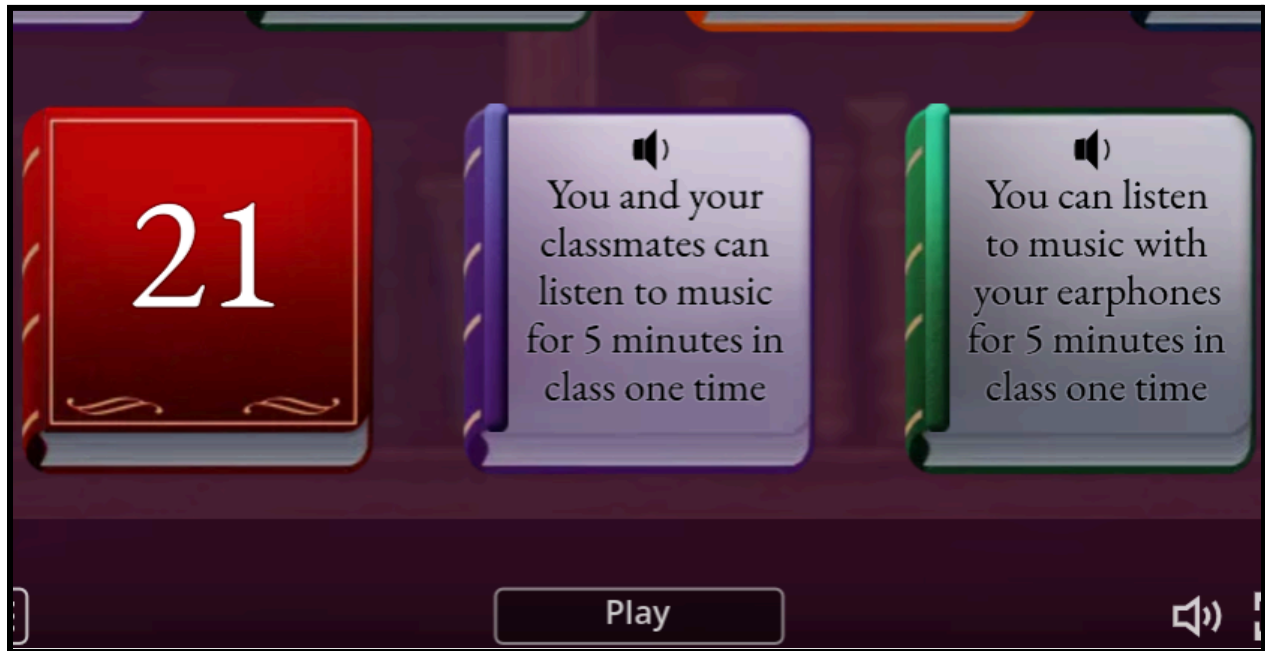 21
You and your
classmates can
listen to music
for 5 minutes in
class one time
You can listen
to music with
your earphones
for 5 minutes in
class one time
Play